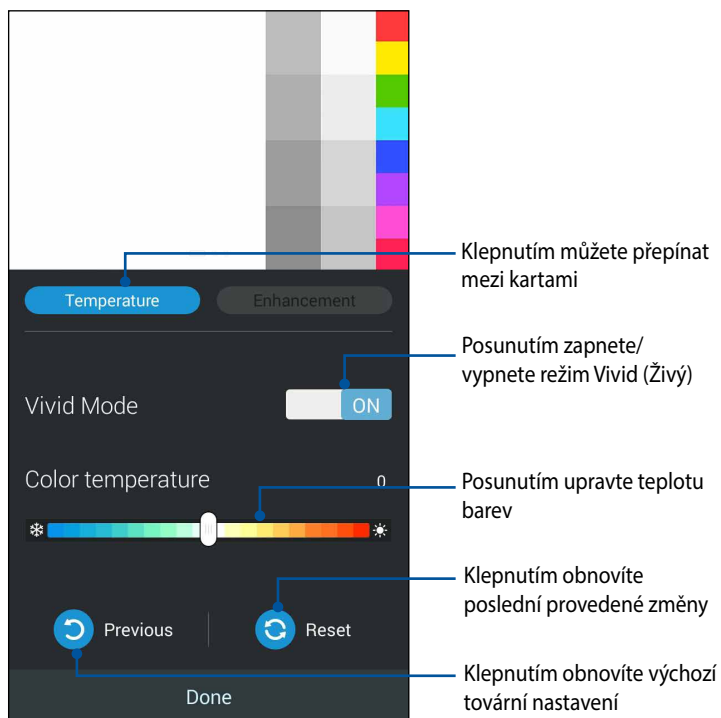 Klepnutím můžete přepínat
mezi kartami
Temperature
Enhancement
Posunutím zapnete/
vypnete režim Vivid (Živý)
Vivid Mode
ON
Color temperature
0
Posunutím upravte teplotu
barev
Klepnutím obnovíte
poslední provedené změny
Previous
Reset
Klepnutím obnovíte výchozí
tovární nastavení
Done